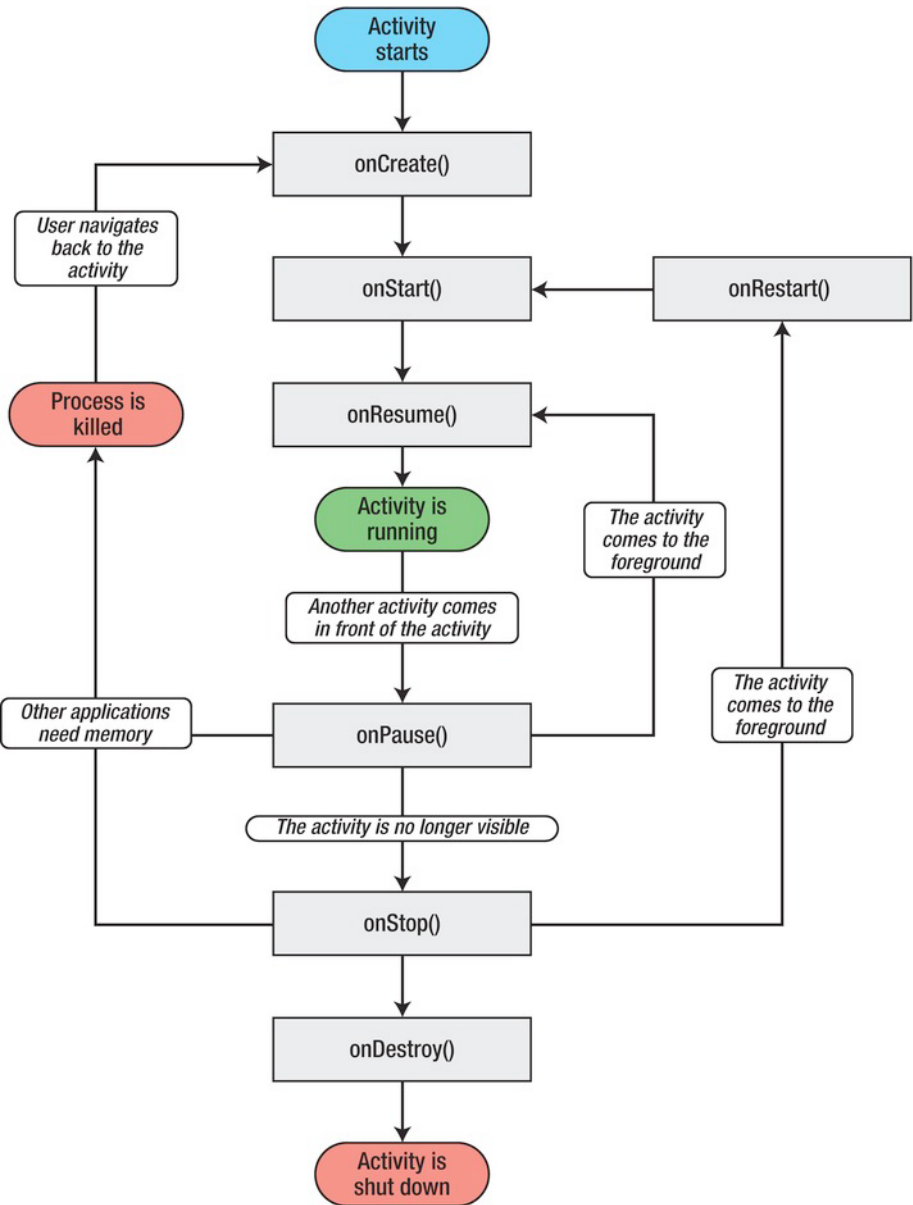 Activity
starts
onCreate()
User navigates
back to the
activity
onStart()
onRestart()
Process is
killed
onResume()
Activity is
running
The activity
comes to the
foreground
Another activity comes
in front of the activity
Other applications
need memory
onPause()
The activity
comes to the
foreground
The activity is no longer visible
onStop()
onDestroy()
Activity is
shut down